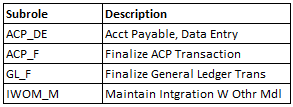 Subrole Description
ACP_DE Acct Payable, Data Entry
ACP_F Finalize ACP Transaction
GL_F Finalize General Ledger Trans
IWOM_M Maintain Intgration W Othr Mdl